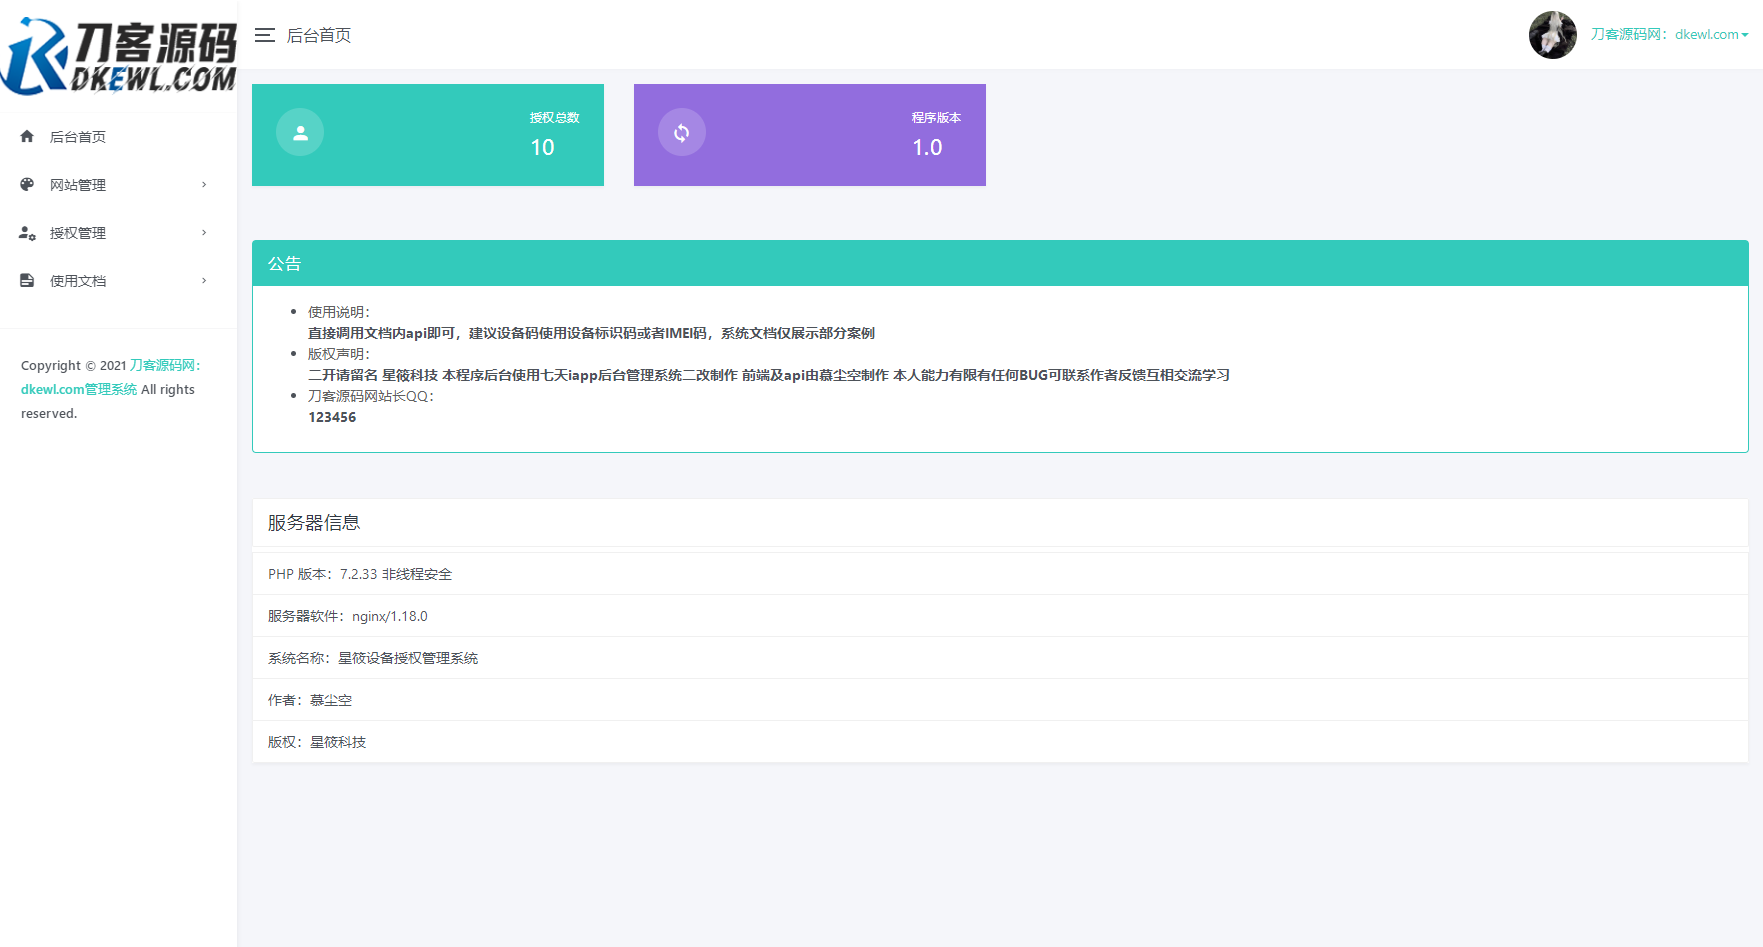 刀客源码
DKEWL.COM
后台首页
刀客源码网：dkewl.com
后台首页
网站管理
授权管理
使用文档
Copyright © 2021 刀客源码网：
dkewl.com管理系统 All rights
reserved.
授权总数
10
程序版本
1.0
公告
使用说明：
直接调用文档内api即可，建议设备码使用设备标识码或者IMEI码，系统文档仅展示部分案例
版权声明：
二开请留名 星筱科技 本程序后台使用七天iapp后台管理系统二改制作 前端及api由慕尘空制作 本人能力有限有任何BUG可联系作者反馈互相交流学习
刀客源码网站长QQ：
123456
服务器信息
PHP 版本：7.2.33 非线程安全
服务器软件：nginx/1.18.0
系统名称：星筱设备授权管理系统
作者：慕尘空
版权：星筱科技